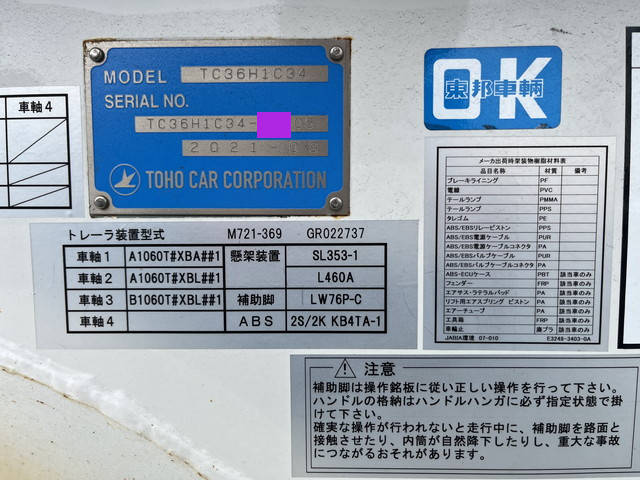 車軸4
MODEL TC36H1C34
SERIAL NO.
TC36H1C34-
2021-
TOHO CAR CORPORATION
OK
東邦車輛
トレーラ装置型式 M721-369 GR022737
車軸1 A1060T#XBA##1 懸架装置 SL353-1
車軸2 A1060T#XBL##1 L460A
車軸3 B1060T#XBL##1 補助脚 LW76P-C
車軸4 ABS 2S/2K KB4TA-1
メーカ出荷時架装物樹脂材料表
品目名称 材質 備考
ブレーキライニング PF
電線 PVC
テールランプ PMMA
テールランプ PPS
タレゴム PE
ABS/EBSリレーピストン PPS
ABS/EBS電源ケーブル PUR
ABS/EBS電源ケーブルコネクタ PA
ABS/EBSバルブケーブル PUR
ABS/EBSバルブケーブルコネクタ PA
ABS-ECUケース PBT 該当車のみ
フェンダー FRP 該当車のみ
エアサス・ラテラルパッド PA 該当車のみ
リフト用エアスプリング ピストン PA 該当車のみ
エアーチューブ PA 該当車のみ
工具箱 FRP 該当車のみ
車輪止 廃プラ 該当車のみ
JABIA環連 07-010 E3248-3403-0A
注意
補助脚は操作銘板に従い正しい操作を行って下さい。
ハンドルの格納はハンドルハンガに必ず指定状態で掛
けて下さい。
確実な操作が行われないと走行中に、補助脚を路面と
接触させたり、内筒が自然降下したりし、重大な事故
につながるおそれがあります。